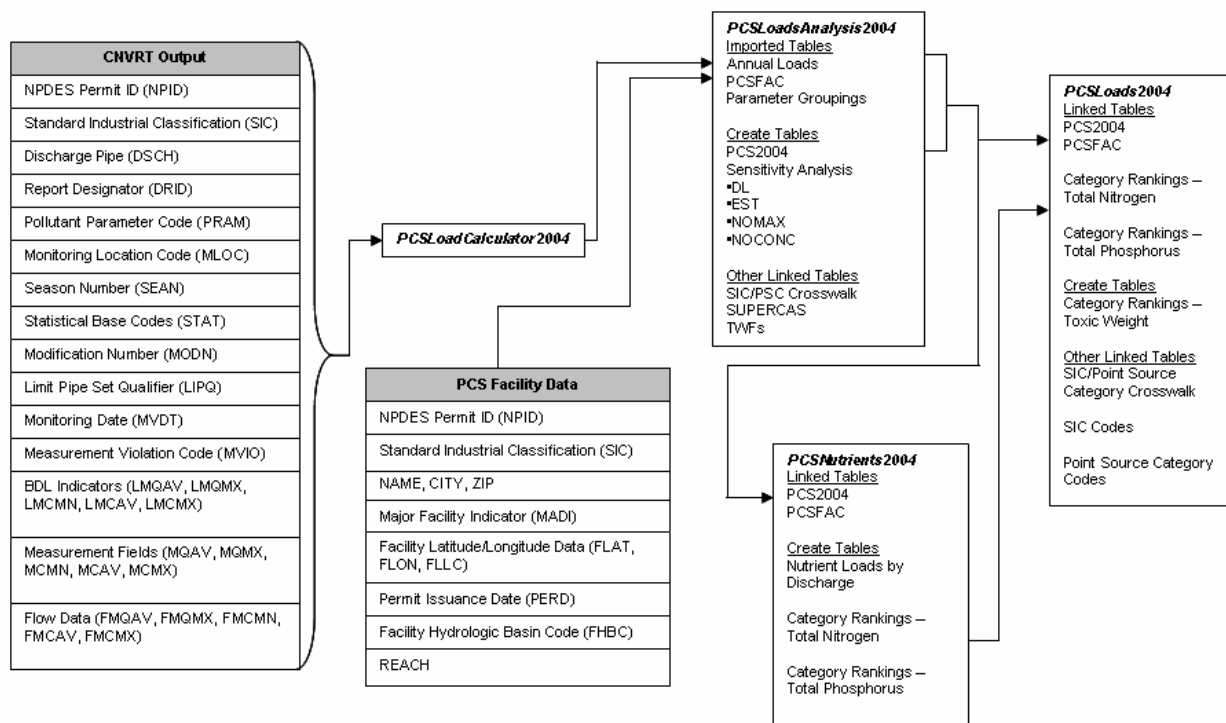 CNVRT Output
NPDES Permit ID (NPID)
Standard Industrial Classification (SIC)
Discharge Pipe (DSCH)
Report Designator (DRID)
Pollutant Parameter Code (PRAM)
Monitoring Location Code (MLOC)
Season Number (SEAN)
Statistical Base Codes (STAT)
Modification Number (MODN)
Limit Pipe Set Qualifier (LIPQ)
Monitoring Date (MVDT)
Measurement Violation Code (MVIO)
BDL Indicators (LMQAV, LMQMX,
LMCMN, LMCAV, LMCMX)
Measurement Fields (MQAV, MQMX,
MCMN, MCAV, MCMX)
Flow Data (FMQAV, FMQMX, FMCMN,
FMCAV, FMCMX)
PCSLoadCalculator2004
PCS Facility Data
NPDES Permit ID (NPID)
Standard Industrial Classification (SIC)
NAME, CITY, ZIP
Major Facility Indicator (MADI)
Facility Latitude/Longitude Data (FLAT,
FLON, FLLC)
Permit Issuance Date (PERD)
Facility Hydrologic Basin Code (FHBC)
REACH
PCSLoadsAnalysis2004
Imported Tables
Annual Loads
PCSFAC
Parameter Groupings
Create Tables
PCS2004
Sensitivity Analysis
▪DL
▪EST
▪NOMAX
▪NOCONC
Other Linked Tables
SIC/PSC Crosswalk
SUPERCAS
TWFs
PCSNutrients2004
Linked Tables
PCS2004
PCSFAC
Create Tables
Nutrient Loads by
Discharge
Category Rankings –
Total Nitrogen
Category Rankings –
Total Phosphorus
PCSLoads2004
Linked Tables
PCS2004
PCSFAC
Category Rankings –
Total Nitrogen
Category Rankings –
Total Phosphorus
Create Tables
Category Rankings –
Toxic Weight
Other Linked Tables
SIC/Point Source
Category Crosswalk
SIC Codes
Point Source Category
Codes